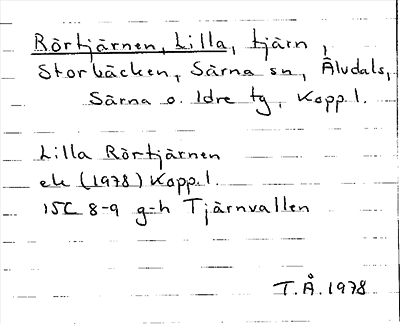 Rörtjärnen, Lilla, tjärn,
Storbäcken, Särna sn, Älvdals,
Särna o. Idre tg, Kopp. l.
Lilla Rörtjärnen
ek (1978) Kopp. l
15C 8-9 g-h Tjärnvallen
T.Å. 1978